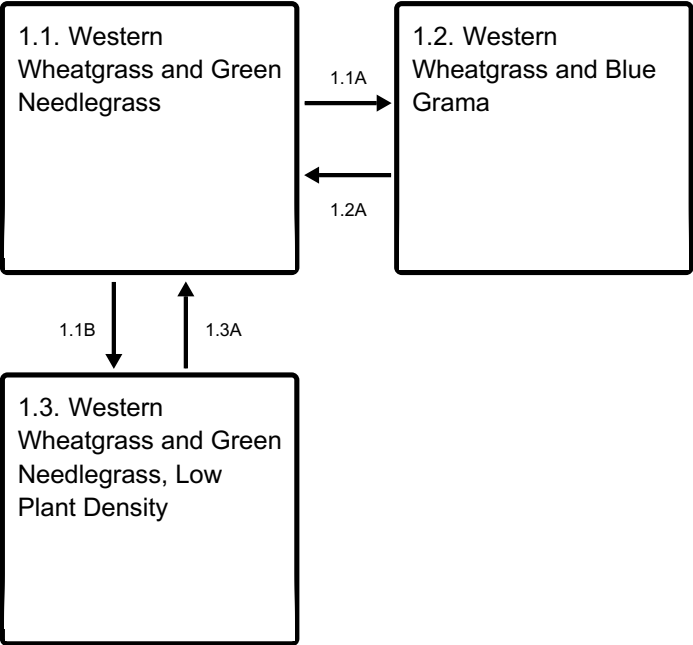 1.1. Western
Wheatgrass and Green
Needlegrass
1.1A
1.2. Western
Wheatgrass and Blue
Grama
1.2A
1.1B
1.3A
1.3. Western
Wheatgrass and Green
Needlegrass, Low
Plant Density